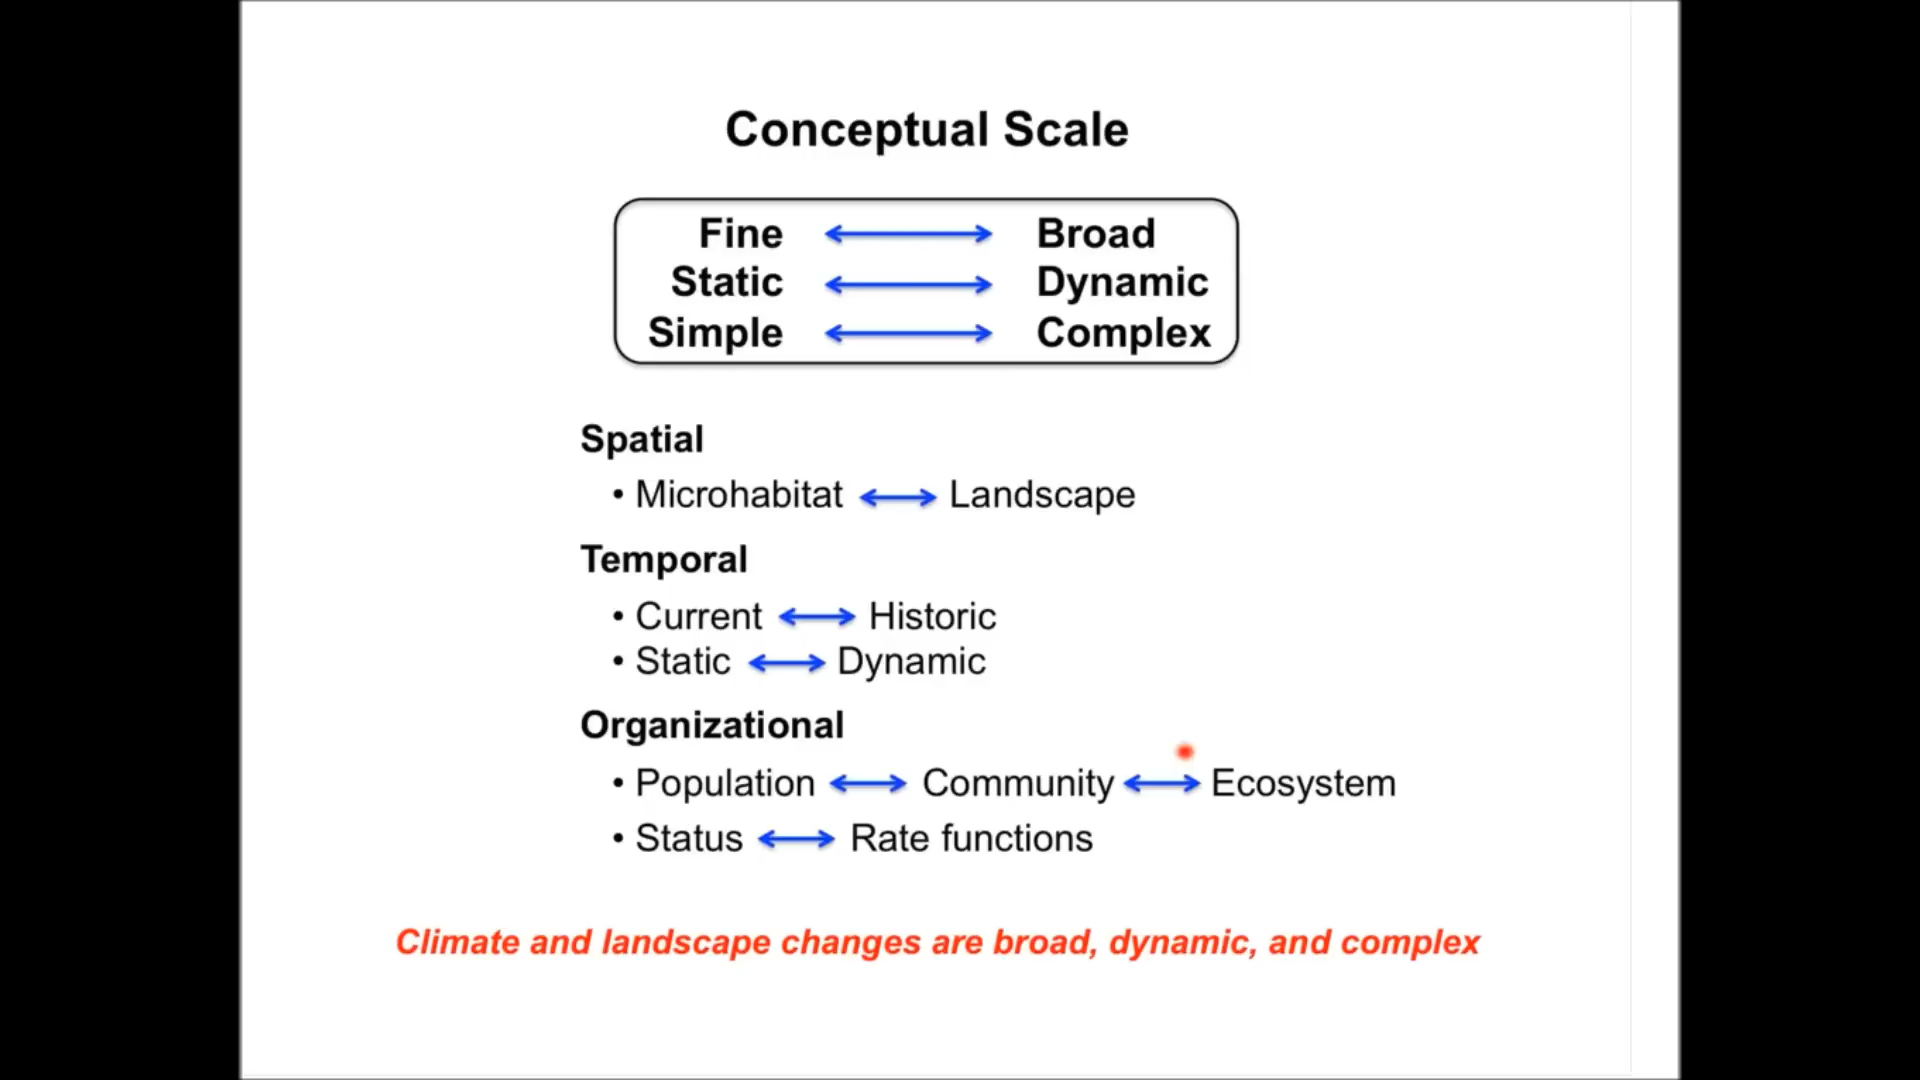 Conceptual Scale
Fine ↔ Broad
Static ↔ Dynamic
Simple ↔ Complex
Spatial
• Microhabitat ↔ Landscape
Temporal
• Current ↔ Historic
• Static ↔ Dynamic
Organizational
• Population ↔ Community ↔ Ecosystem
• Status ↔ Rate functions
Climate and landscape changes are broad, dynamic, and complex